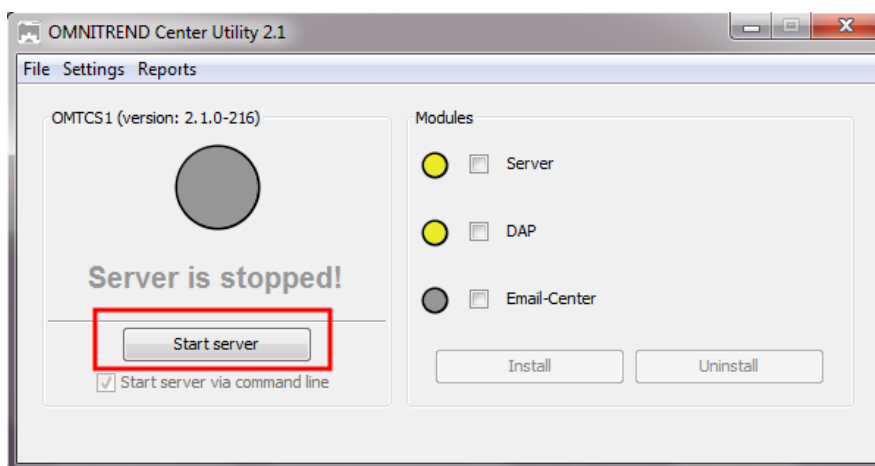 OMNITREND Center Utility 2.1
File Settings Reports
OMTCS1 (version: 2.1.0-216)
Server is stopped!
Start server
Start server via command line
Modules
Server
DAP
Email-Center
Install Uninstall